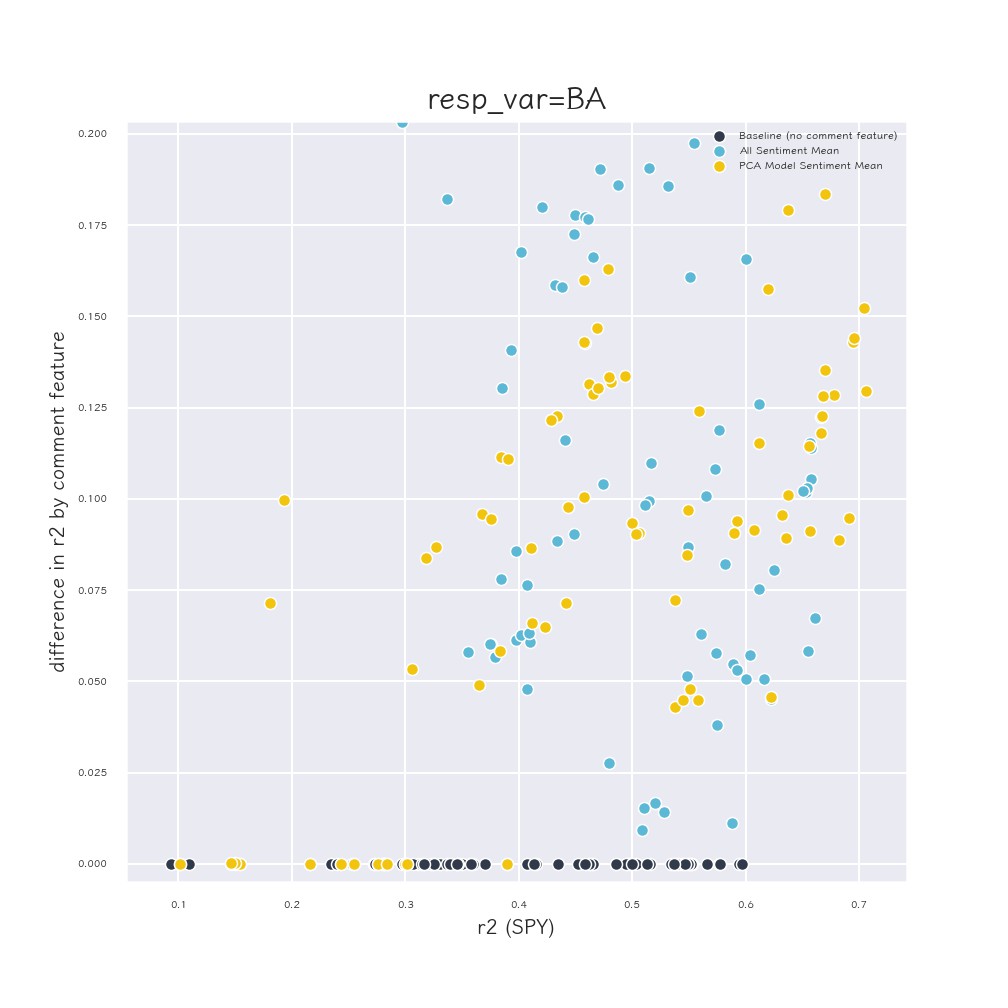 resp_var=BA
0.200
0.175
0.150
0.125
0.100
0.075
0.050
0.025
0.000
difference in r2 by comment feature
Baseline (no comment feature)
All Sentiment Mean
PCA Model Sentiment Mean
0.1 0.2 0.3 0.4 0.5 0.6 0.7
r2 (SPY)